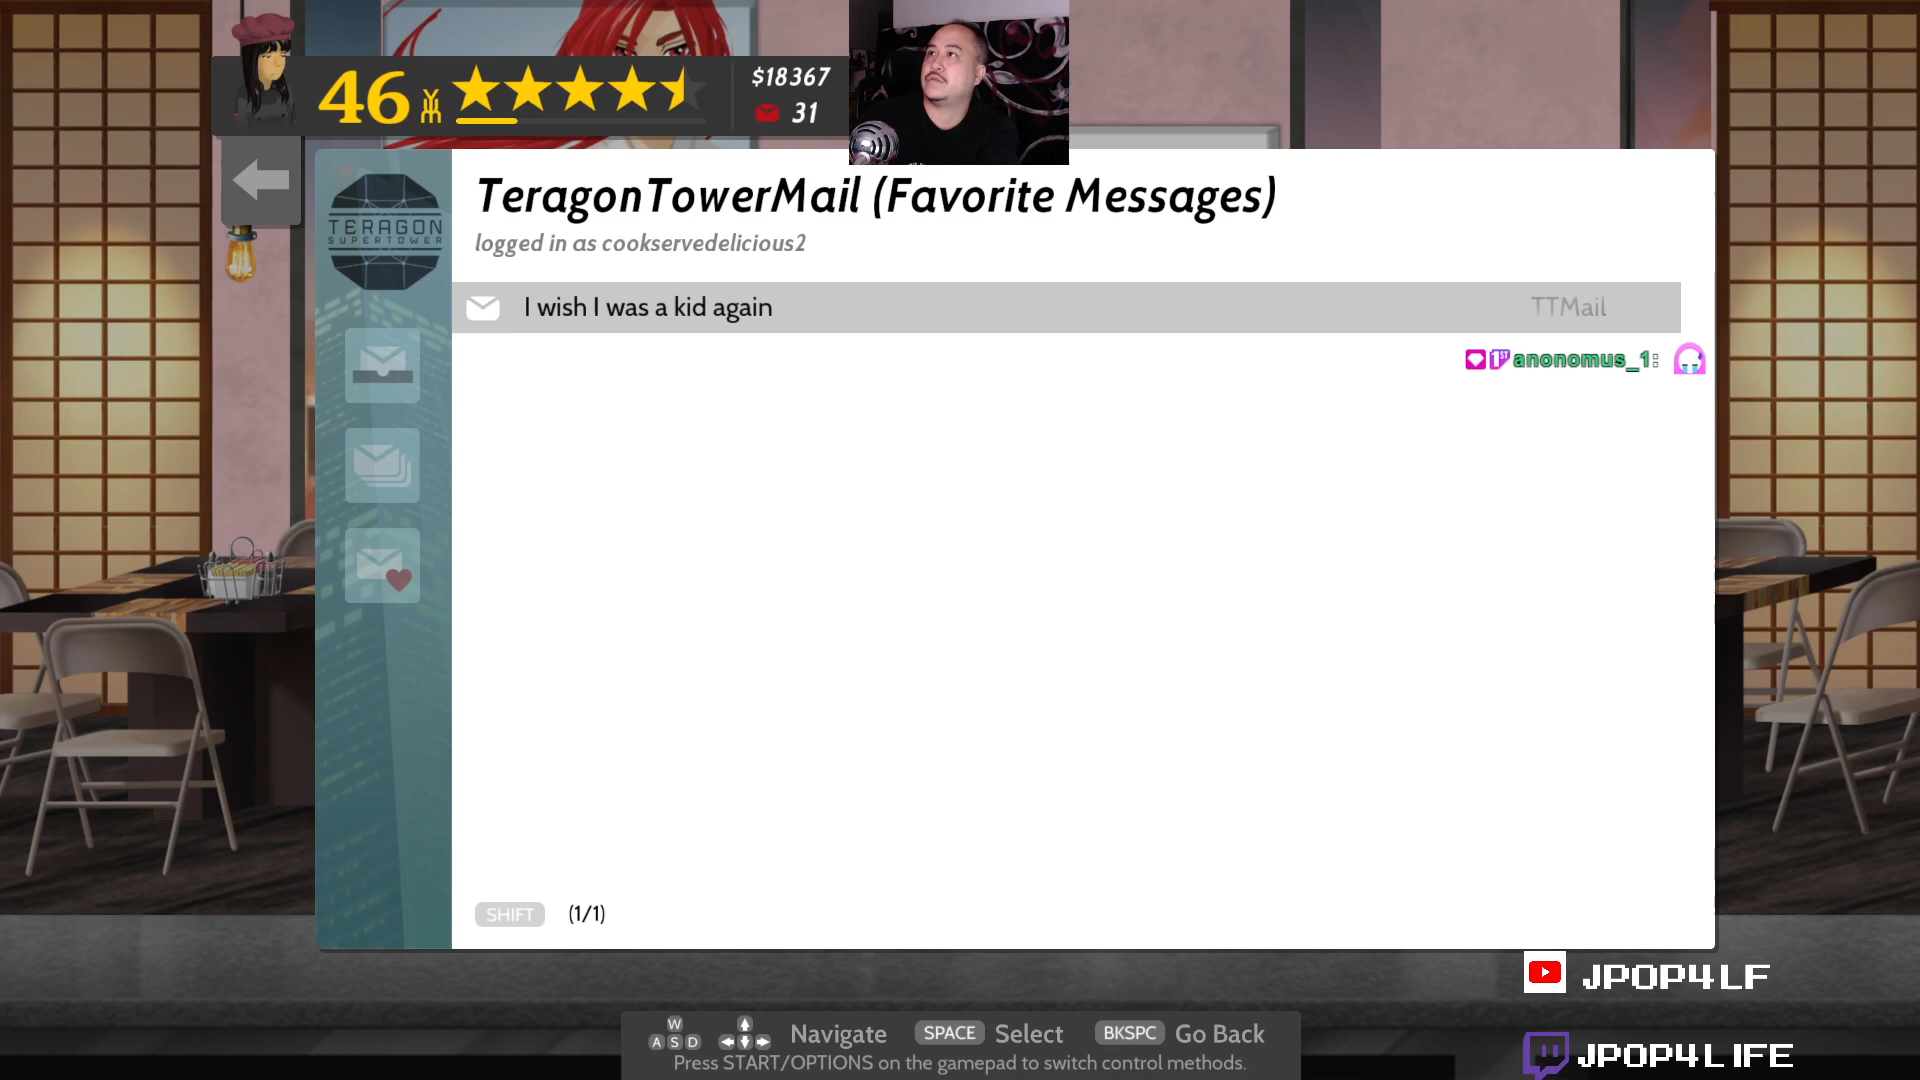 46
$18367
31
TERAGON
SUPERTOWER
TeragonTowerMail (Favorite Messages)
logged in as cookservedelicious2
I wish I was a kid again TTMail
1ST anonomus_1:
SHIFT (1/1)
JPOP4LF
W
A S D Navigate SPACE Select BKSPC Go Back
Press START/OPTIONS on the gamepad to switch control methods.
JPOP4LIFE